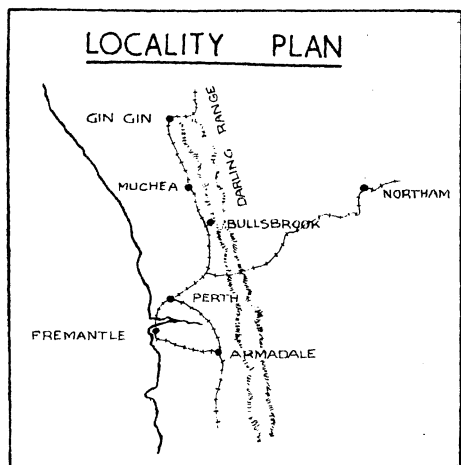 LOCALITY PLAN
GIN GIN
DARLING RANGE
MUCHEA
NORTHAM
BULLSBROOK
PERTH
FREMANTLE
ARMADALE